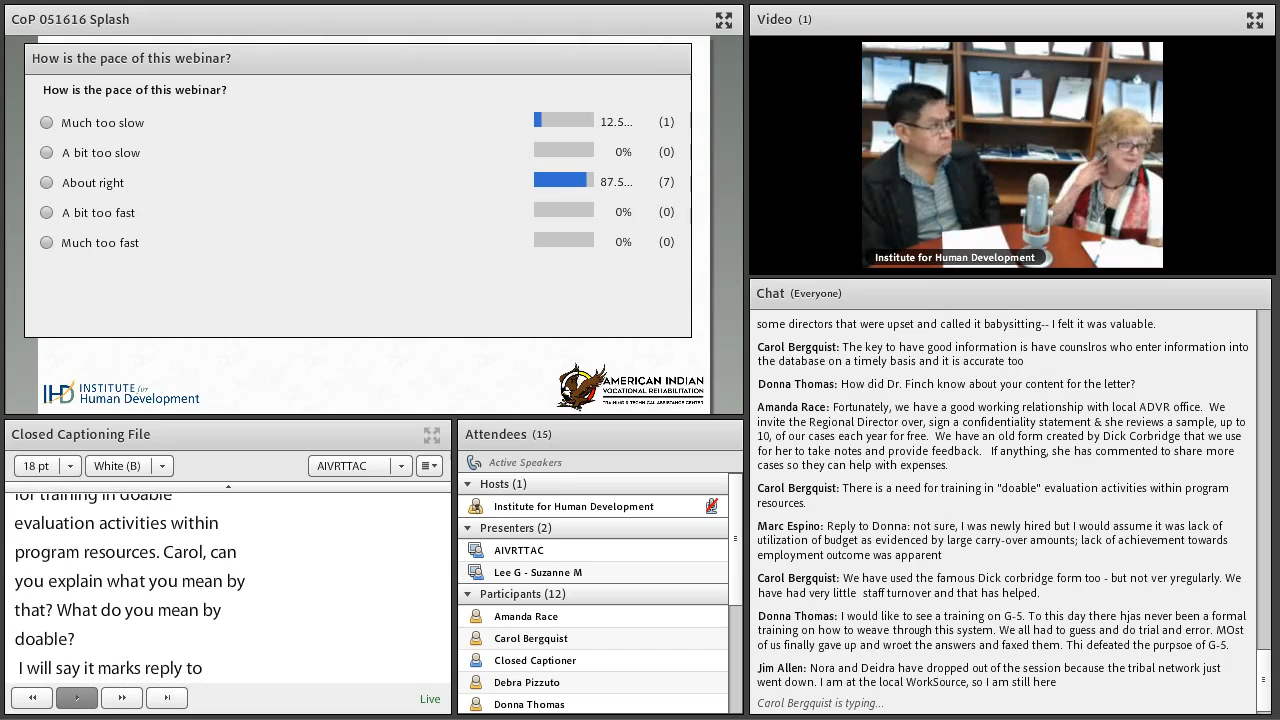 CoP 051616 Splash
How is the pace of this webinar?
How is the pace of this webinar?
Much too slow 12.5... (1)
A bit too slow 0% (0)
About right 87.5... (7)
A bit too fast 0% (0)
Much too fast 0% (0)
IHD INSTITUTE for
Human Development
AMERICAN INDIAN
VOCATIONAL REHABILITATION
TRAINING & TECHNICAL ASSISTANCE CENTER
Video (1)
Institute for Human Development
Closed Captioning File
18 pt White (B) AIVRTTAC
for training in doable
evaluation activities within
program resources. Carol, can
you explain what you mean by
that? What do you mean by
doable?
I will say it marks reply to
Live
Attendees (15)
Active Speakers
Hosts (1)
Institute for Human Development
Presenters (2)
AIVRTTAC
Lee G - Suzanne M
Participants (12)
Amanda Race
Carol Bergquist
Closed Captioner
Debra Pizzuto
Donna Thomas
Chat (Everyone)
some directors that were upset and called it babysitting-- I felt it was valuable.
Carol Bergquist: The key to have good information is have counslros who enter information into
the database on a timely basis and it is accurate too
Donna Thomas: How did Dr. Finch know about your content for the letter?
Amanda Race: Fortunately, we have a good working relationship with local ADVR office. We
invite the Regional Director over, sign a confidentiality statement & she reviews a sample, up to
10, of our cases each year for free. We have an old form created by Dick Corbridge that we use
for her to take notes and provide feedback. If anything, she has commented to share more
cases so they can help with expenses.
Carol Bergquist: There is a need for training in "doable" evaluation activities within program
resources.
Marc Espino: Reply to Donna: not sure, I was newly hired but I would assume it was lack of
utilization of budget as evidenced by large carry-over amounts; lack of achievement towards
employment outcome was apparent
Carol Bergquist: We have used the famous Dick corbridge form too - but not ver yregularly. We
have had very little staff turnover and that has helped.
Donna Thomas: I would like to see a training on G-5. To this day there hjas never been a formal
training on how to weave through this system. We all had to guess and do trial and error. MOst
of us finally gave up and wroet the answers and faxed them. Thi defeated the purpsoe of G-5.
Jim Allen: Nora and Deidra have dropped out of the session because the tribal network just
went down. I am at the local WorkSource, so I am still here
Carol Bergquist is typing...